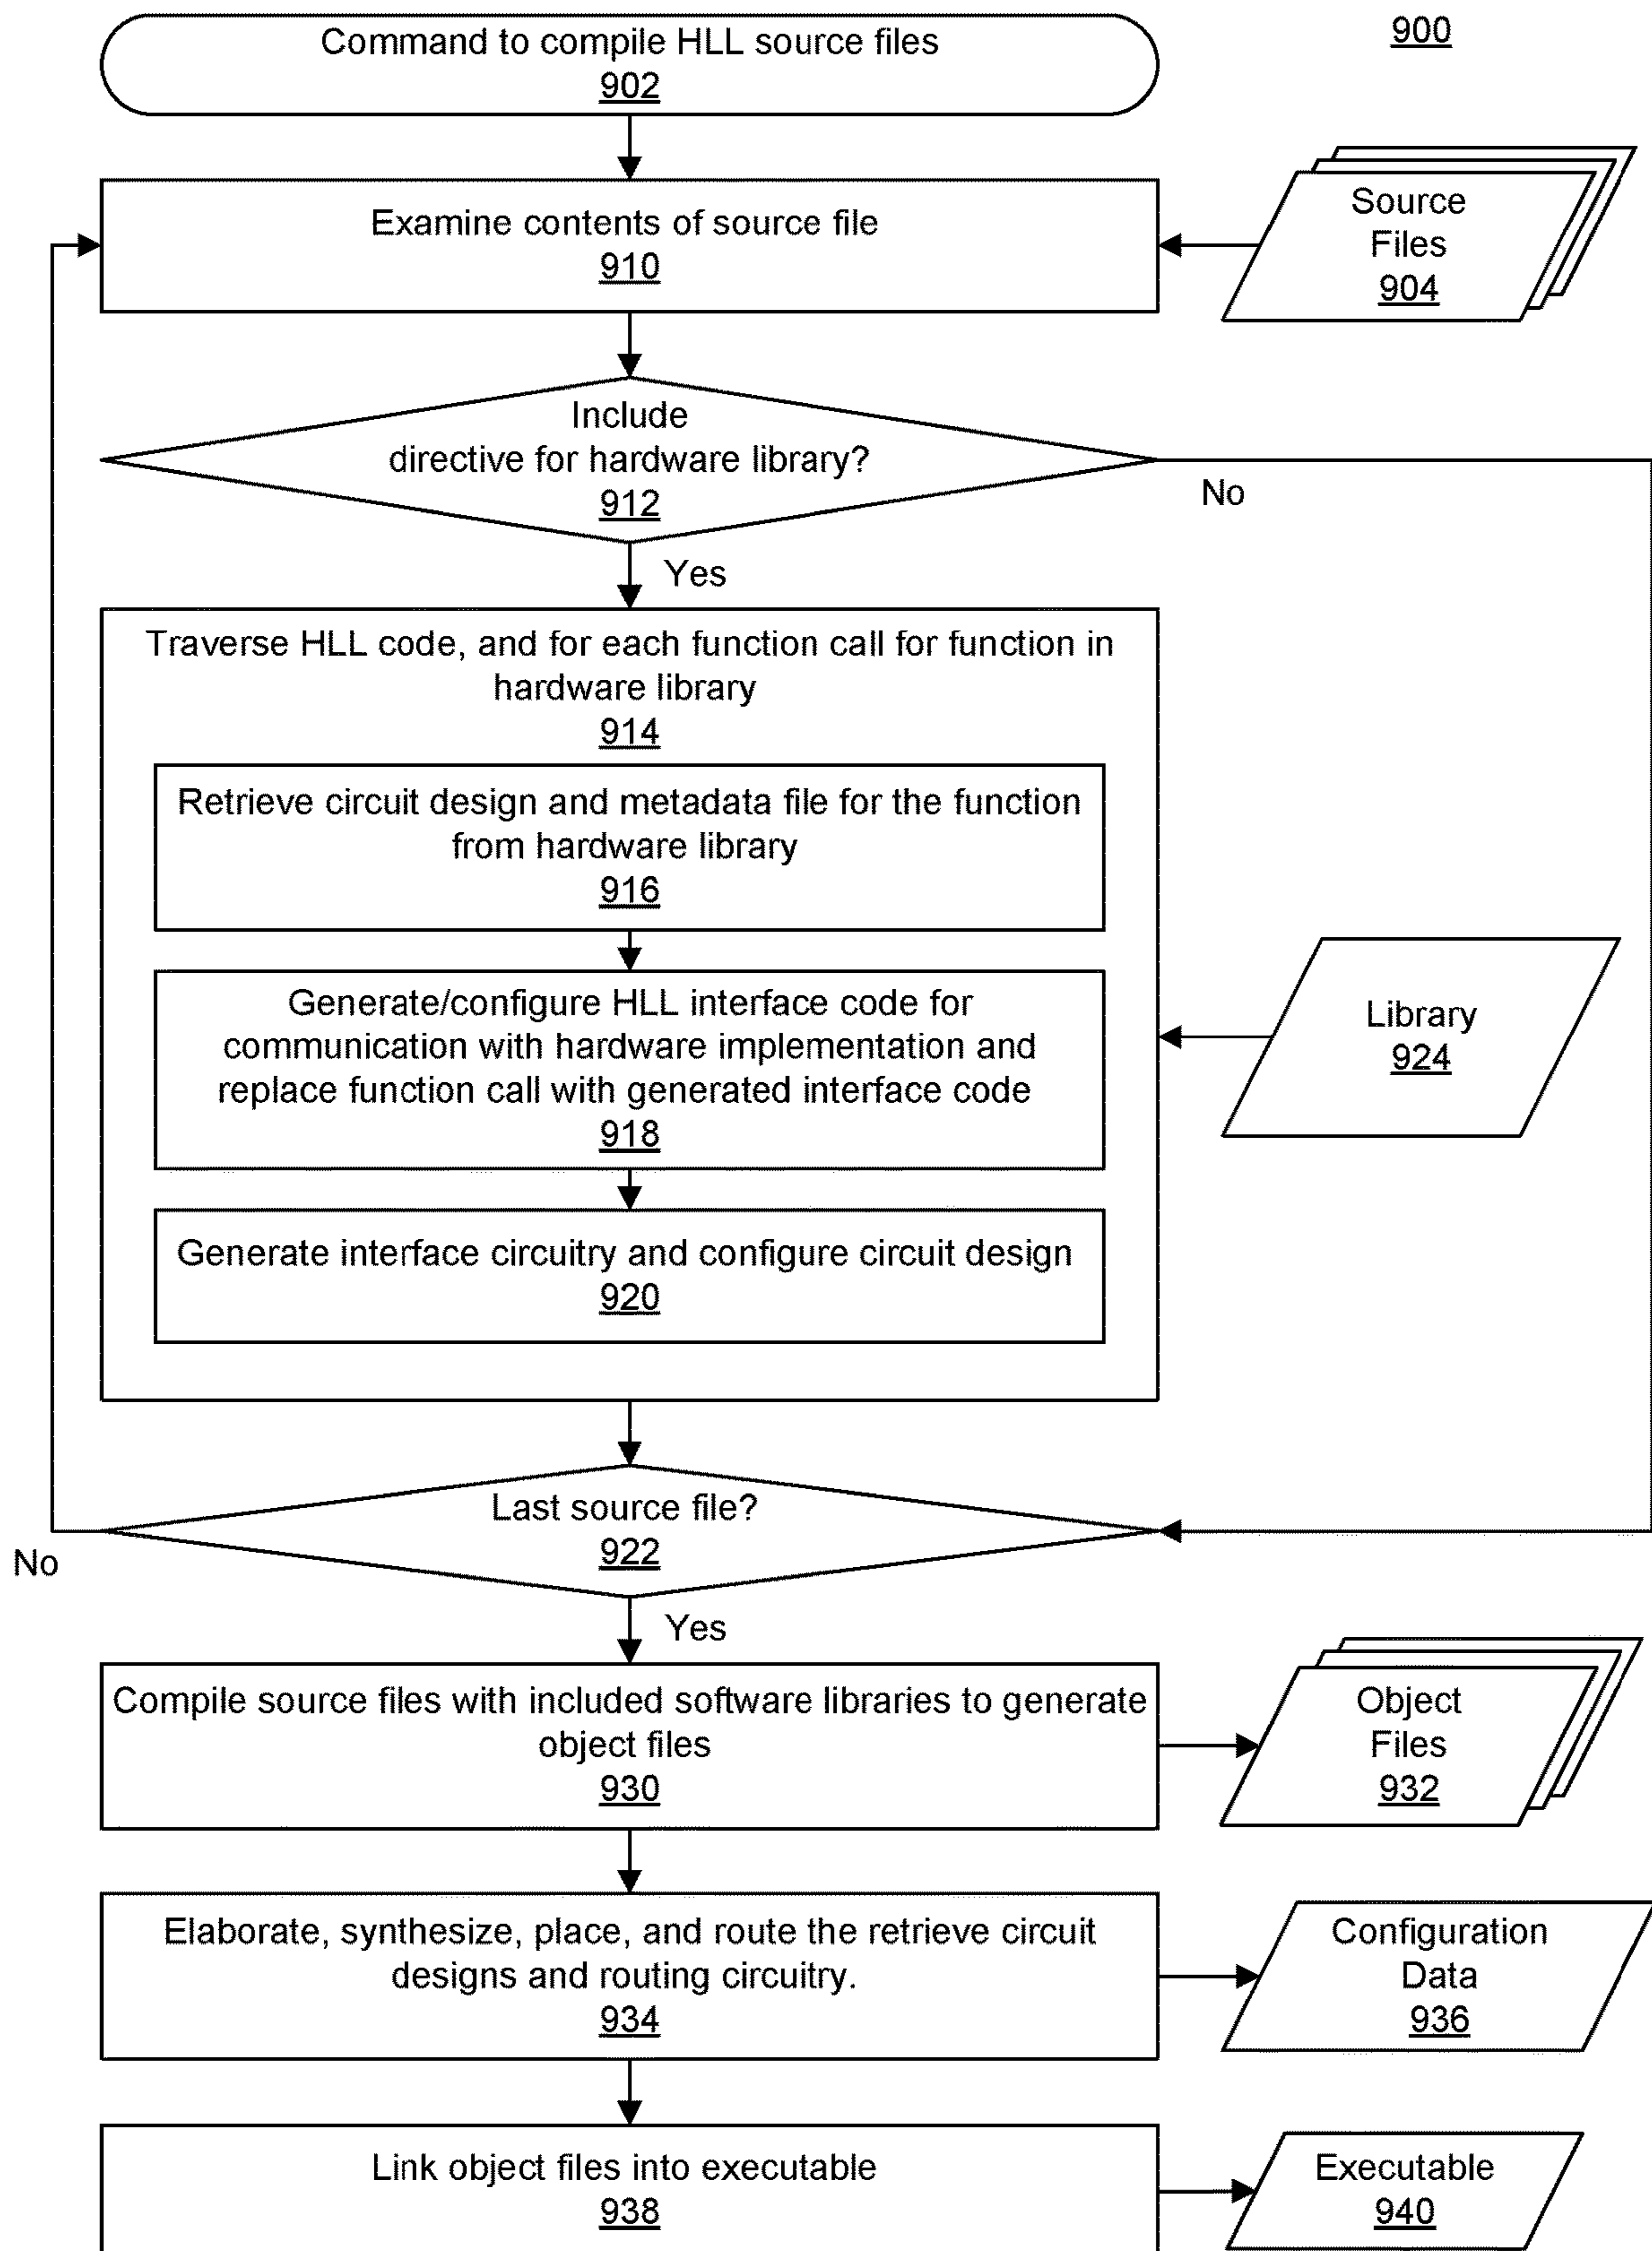 900
Command to compile HLL source files
902
Examine contents of source file
910
Source
Files
904
Include
directive for hardware library?
912
No
Yes
Traverse HLL code, and for each function call for function in
hardware library
914
Retrieve circuit design and metadata file for the function
from hardware library
916
Generate/configure HLL interface code for
communication with hardware implementation and
replace function call with generated interface code
918
Library
924
Generate interface circuitry and configure circuit design
920
Last source file?
922
No
Yes
Compile source files with included software libraries to generate
object files
930
Object
Files
932
Elaborate, synthesize, place, and route the retrieve circuit
designs and routing circuitry.
934
Configuration
Data
936
Link object files into executable
938
Executable
940